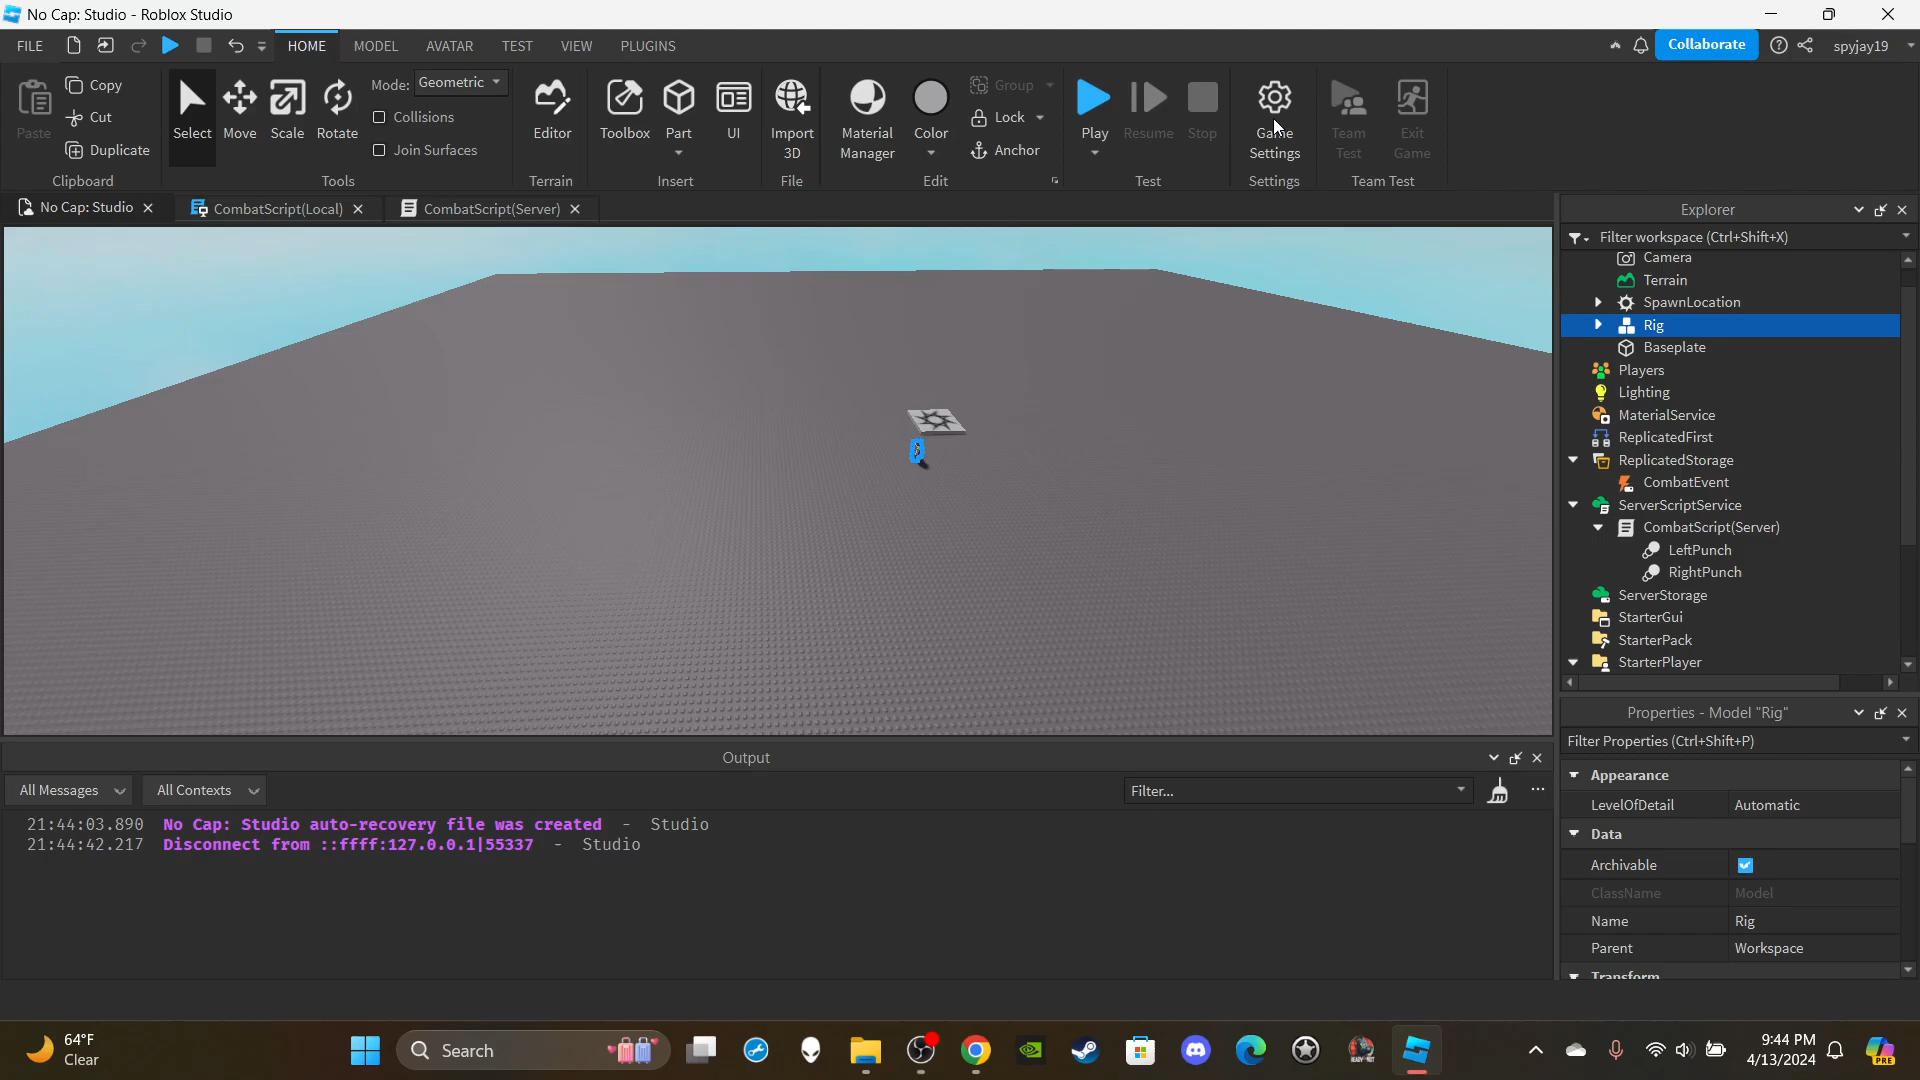 No Cap: Studio - Roblox Studio
FILE
HOME
MODEL
AVATAR
TEST
VIEW
PLUGINS
Collaborate
spyjay19
Paste
Copy
Cut
Duplicate
Clipboard
Select
Move
Scale
Rotate
Mode:
Geometric
Collisions
Join Surfaces
Tools
Editor
Terrain
Toolbox
Part
UI
Insert
Import
3D
File
Material
Manager
Color
Group
Lock
Anchor
Edit
Play
Resume
Stop
Test
Game
Settings
Settings
Team
Test
Exit
Game
Team Test
No Cap: Studio
CombatScript(Local)
CombatScript(Server)
Explorer
Filter workspace (Ctrl+Shift+X)
Camera
Terrain
SpawnLocation
Rig
Baseplate
Players
Lighting
MaterialService
ReplicatedFirst
ReplicatedStorage
CombatEvent
ServerScriptService
CombatScript(Server)
LeftPunch
RightPunch
ServerStorage
StarterGui
StarterPack
StarterPlayer
Properties - Model "Rig"
Filter Properties (Ctrl+Shift+P)
Appearance
LevelOfDetail Automatic
Data
Archivable
ClassName Model
Name Rig
Parent Workspace
Transform
Output
All Messages
All Contexts
Filter...
21:44:03.890 No Cap: Studio auto-recovery file was created - Studio
21:44:42.217 Disconnect from ::ffff:127.0.0.1|55337 - Studio
64°F
Clear
Search
9:44 PM
4/13/2024
PRE